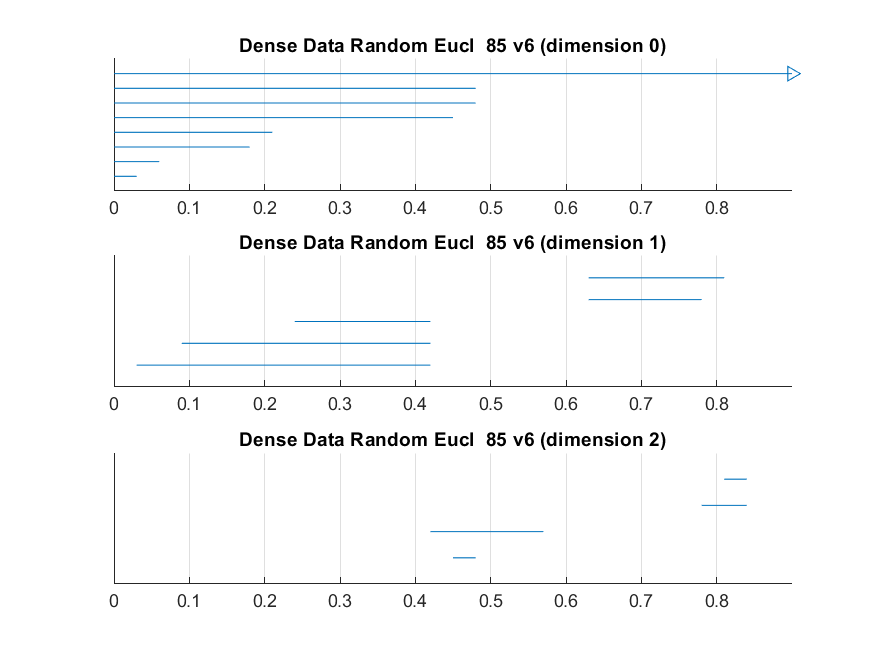 Dense Data Random Eucl  85 v6 (dimension 0)
0 0.1 0.2 0.3 0.4 0.5 0.6 0.7 0.8
Dense Data Random Eucl  85 v6 (dimension 1)
0 0.1 0.2 0.3 0.4 0.5 0.6 0.7 0.8
Dense Data Random Eucl  85 v6 (dimension 2)
0 0.1 0.2 0.3 0.4 0.5 0.6 0.7 0.8